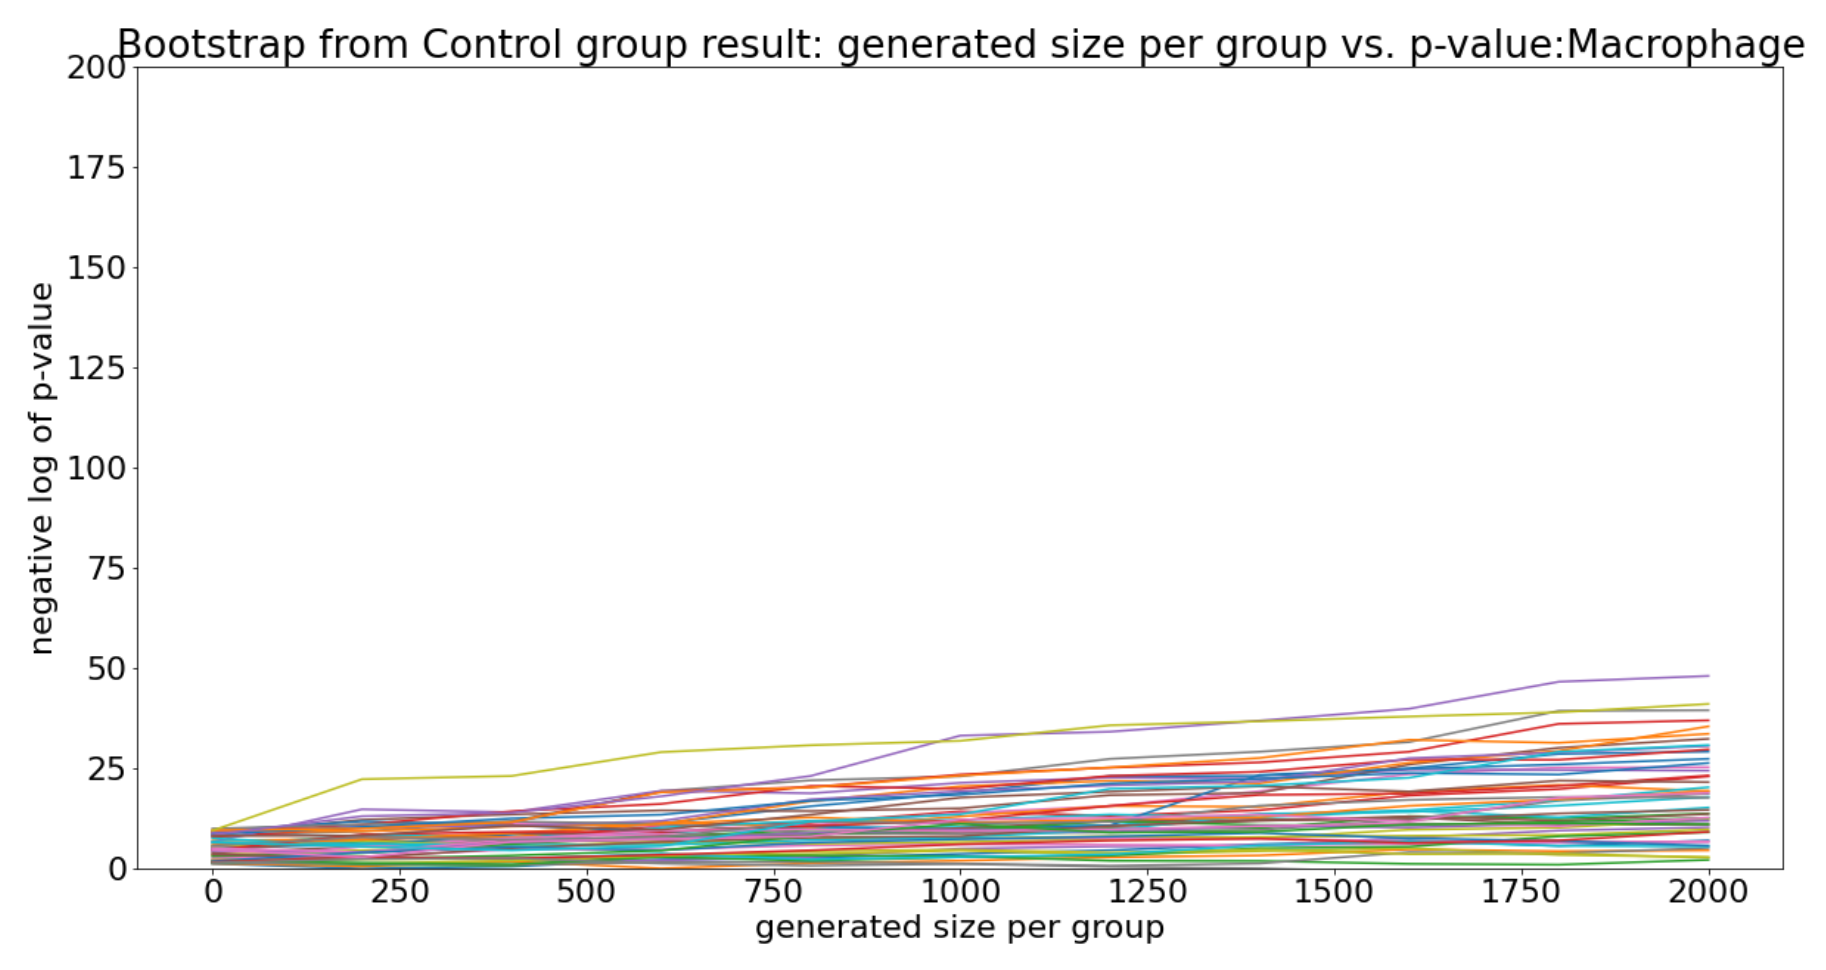 Bootstrap from Control group result: generated size per group vs. p-value:Macrophage
200
175
150
125
100
75
50
25
0
negative log of p-value
0 250 500 750 1000 1250 1500 1750 2000
generated size per group